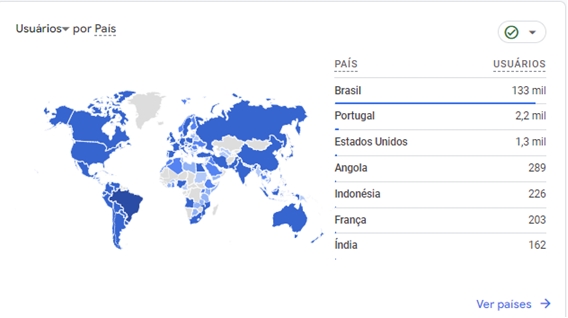 Usuários por País
PAÍS USUÁRIOS
Brasil 133 mil
Portugal 2,2 mil
Estados Unidos 1,3 mil
Angola 289
Indonésia 226
França 203
Índia 162
Ver países